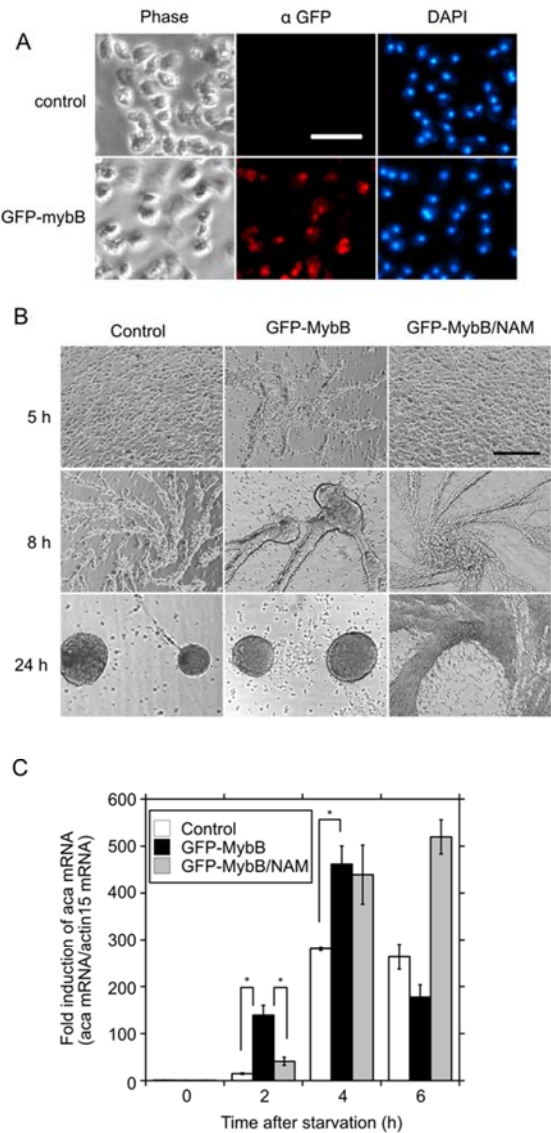 A
Phase α GFP DAPI
control
GFP-mybB
B
Control GFP-MybB GFP-MybB/NAM
5 h
8 h
24 h
C
600
500
400
300
200
100
0
Fold induction of aca mRNA
(aca mRNA/actin15 mRNA)
Control
GFP-MybB
GFP-MybB/NAM
*
*
*
0 2 4 6
Time after starvation (h)